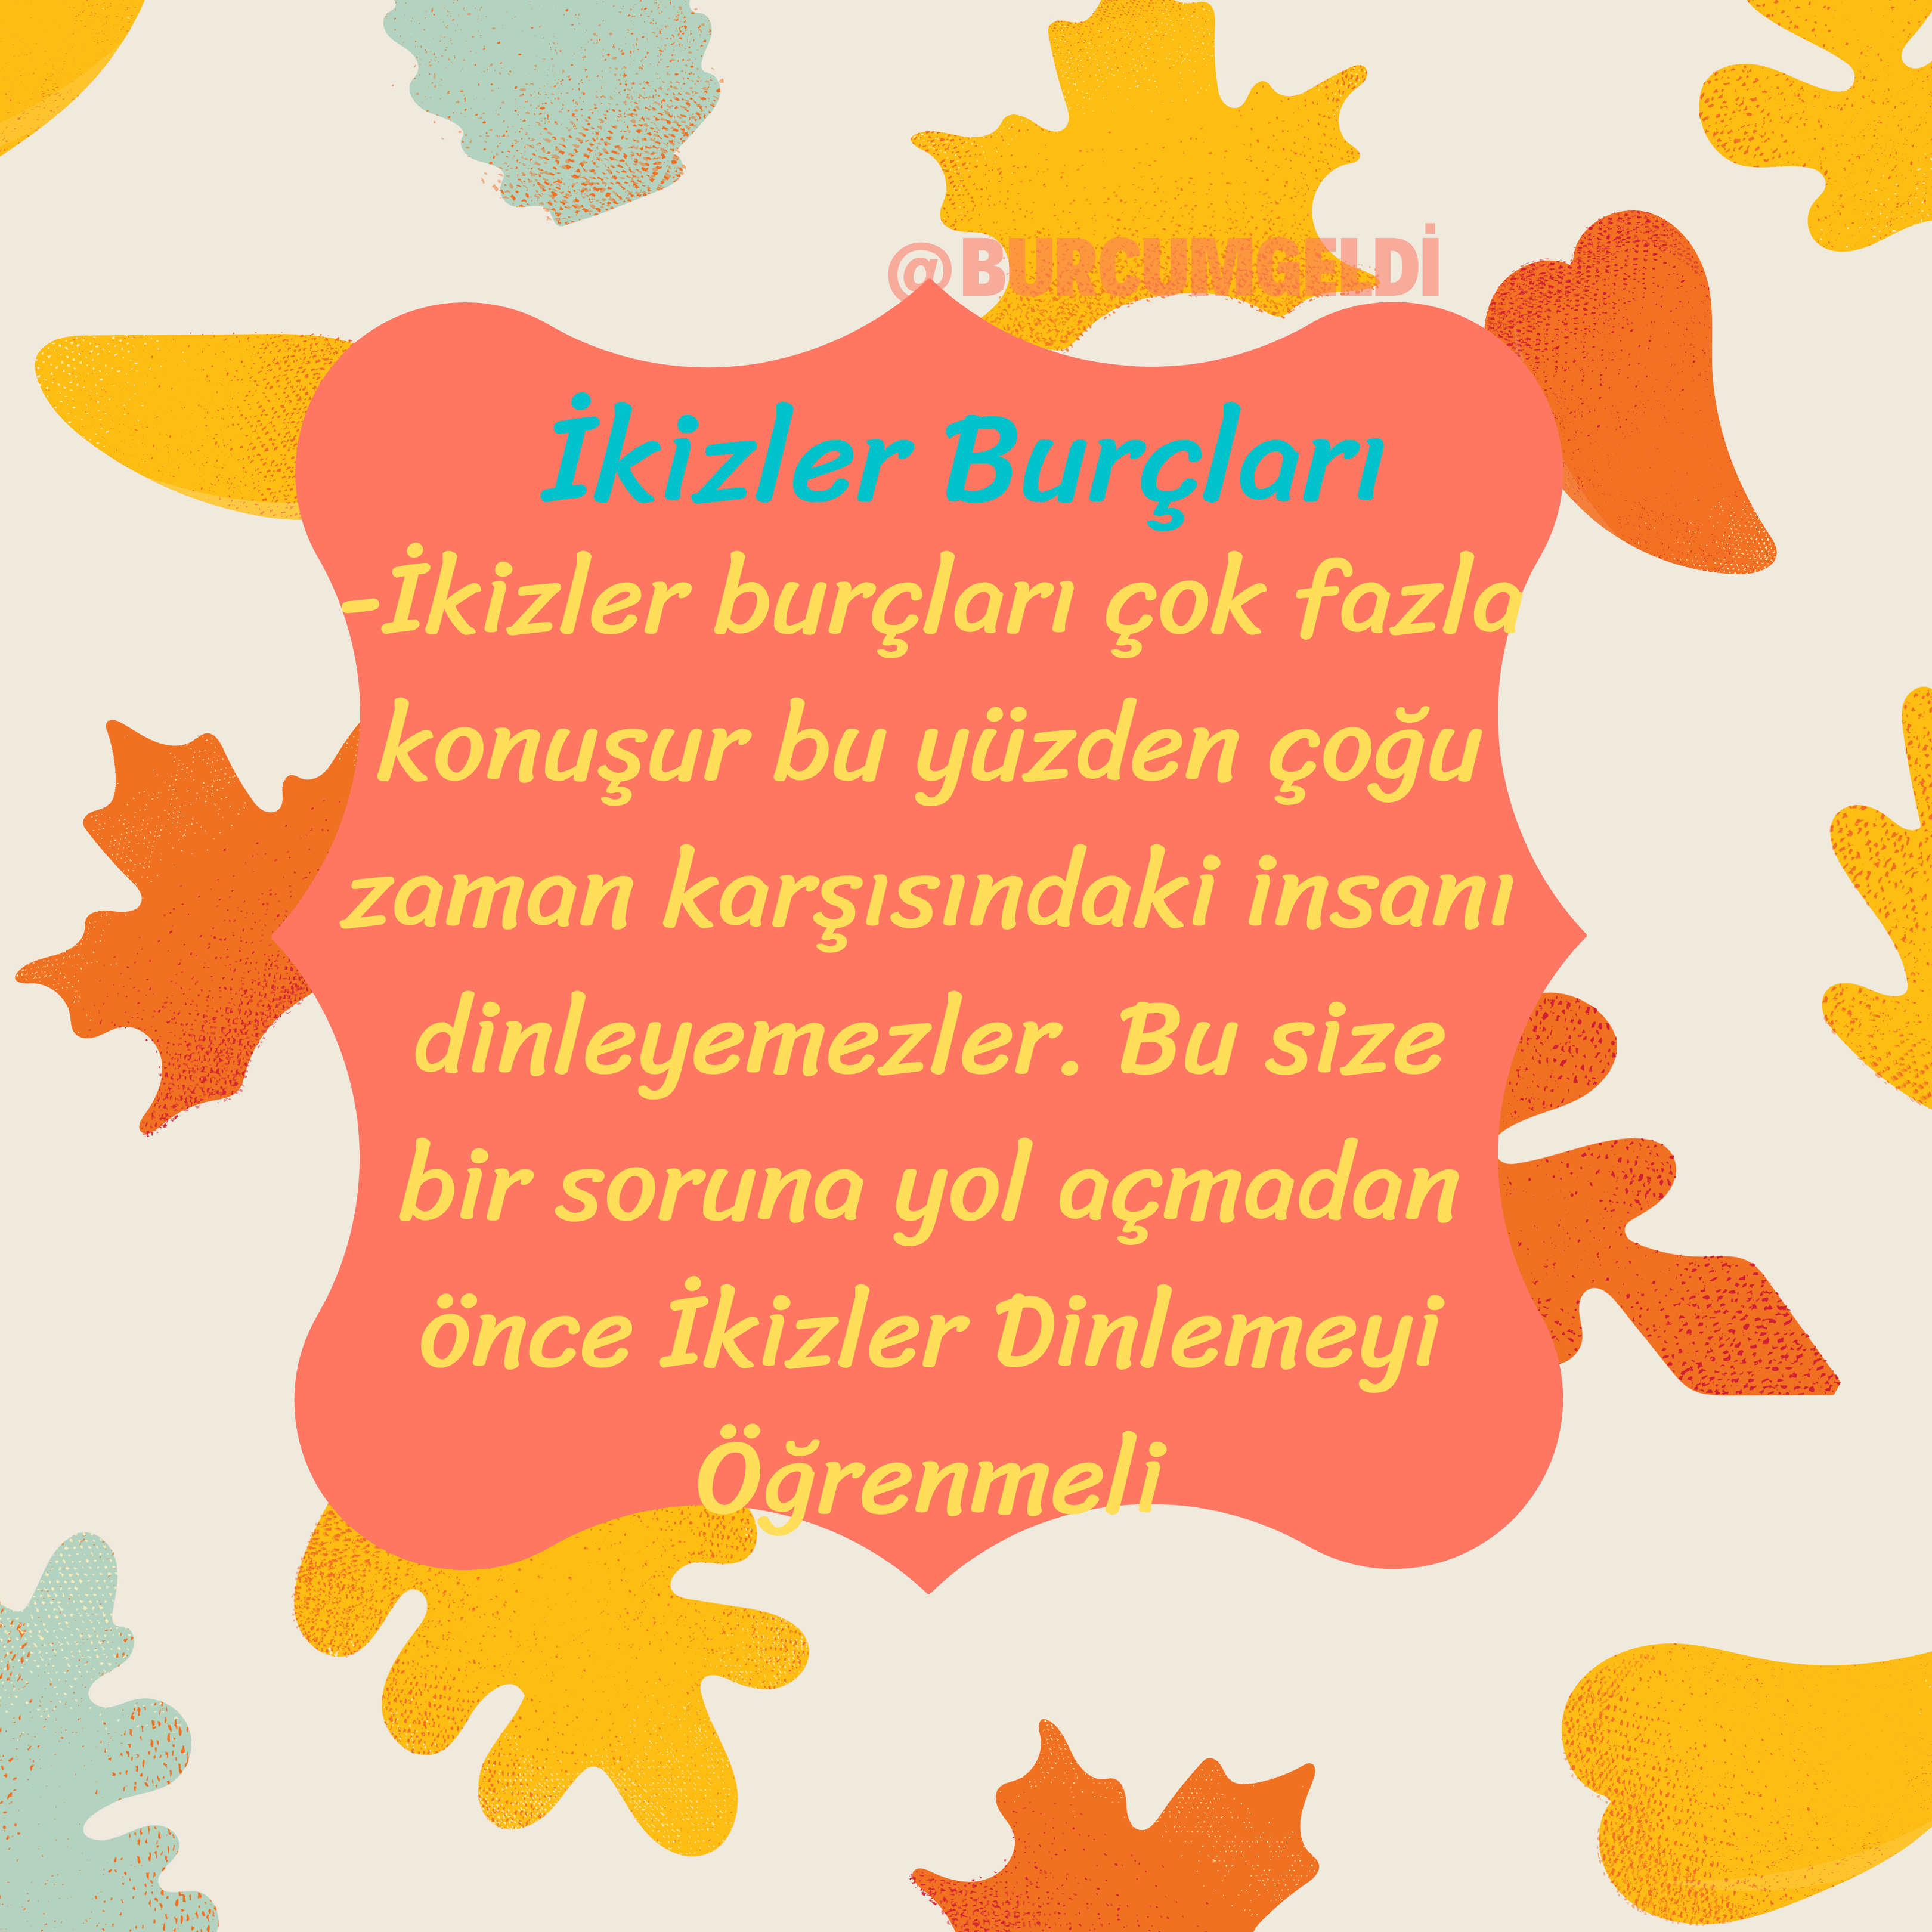 @BURCUMGELDİ
İkizler Burçları
-İkizler burçları çok fazla
konuşur bu yüzden çoğu
zaman karşısındaki insanı
dinleyemezler. Bu size
bir soruna yol açmadan
önce İkizler Dinlemeyi
Öğrenmeli